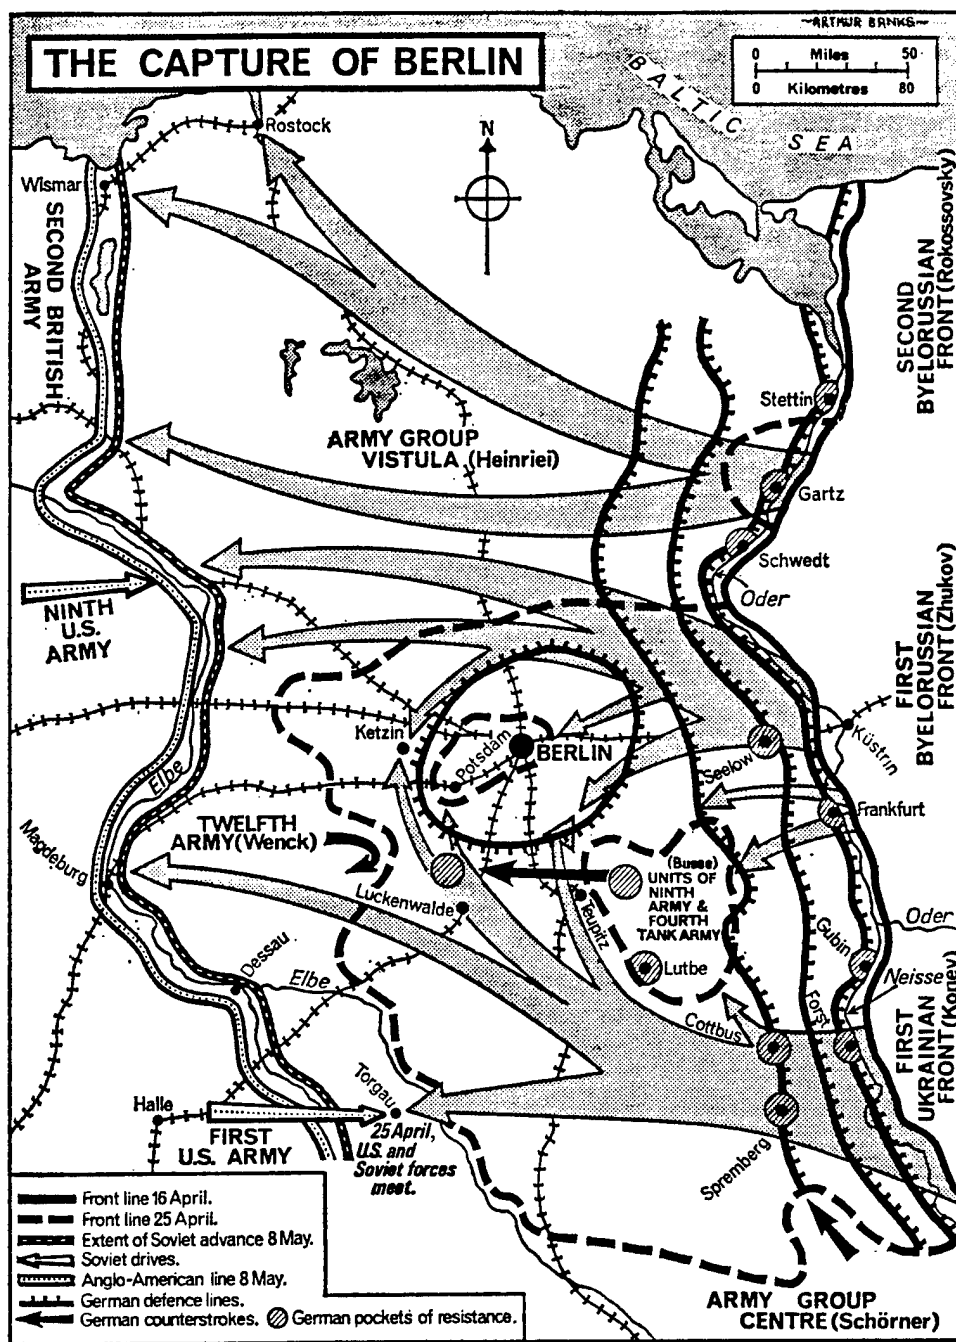 ~ARTHUR BANKS~
THE CAPTURE OF BERLIN
0 Miles 50
0 Kilometres 80
BALTIC
SEA
Rostock
N
Wismar
SECOND BRITISH
ARMY
SECOND
BYELORUSSIAN
FRONT (Rokossovsky)
Stettin
ARMY GROUP
VISTULA (Heinriei)
Gartz
Schwedt
Oder
NINTH
U.S.
ARMY
FIRST
BYELORUSSIAN
FRONT (Zhukov)
Ketzin
Potsdam
BERLIN
Küstrin
Seelow
Elbe
Frankfurt
TWELFTH
ARMY (Wenck)
Magdeburg
(Busse)
UNITS OF
NINTH
ARMY &
FOURTH
TANK ARMY
Luckenwalde
Teupitz
Oder
Gubin
Lutbe
Neisse
Dessau
Elbe
Forst
Cottbus
FIRST
UKRAINIAN
FRONT (Konev)
Torgau
Halle
FIRST
U.S. ARMY
25 April,
U.S. and
Soviet forces
meet.
Spremberg
Front line 16 April.
Front line 25 April.
Extent of Soviet advance 8 May.
Soviet drives.
Anglo-American line 8 May.
German defence lines.
German counterstrokes. German pockets of resistance.
ARMY GROUP
CENTRE (Schörner)